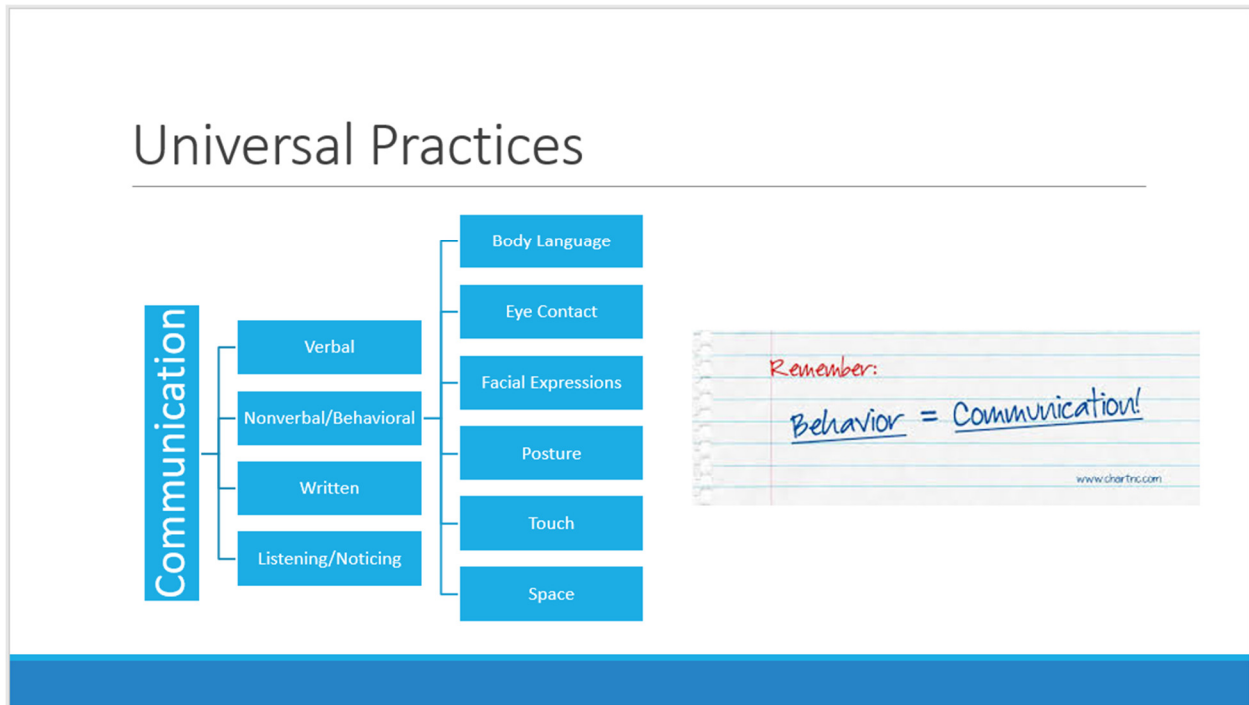 Universal Practices
Communication
Verbal
Nonverbal/Behavioral
Written
Listening/Noticing
Body Language
Eye Contact
Facial Expressions
Posture
Touch
Space
Remember:
Behavior = Communication!
www.chartnc.com